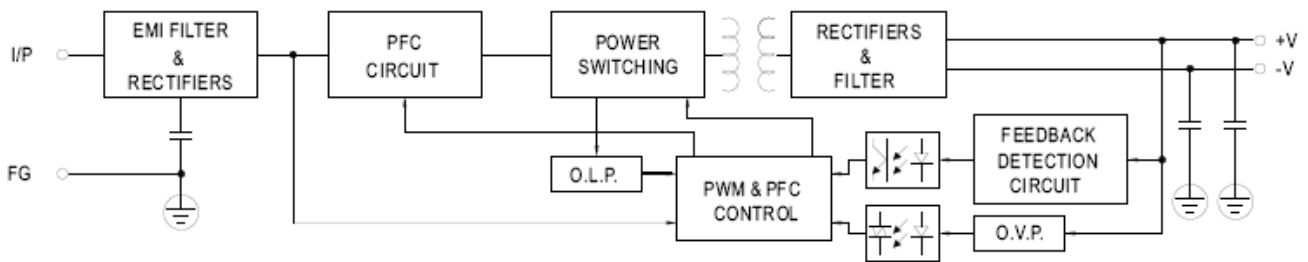 I/P
EMI FILTER
&
RECTIFIERS
PFC
CIRCUIT
POWER
SWITCHING
RECTIFIERS
&
FILTER
+V
-V
FG
O.L.P.
PWM & PFC
CONTROL
FEEDBACK
DETECTION
CIRCUIT
O.V.P.